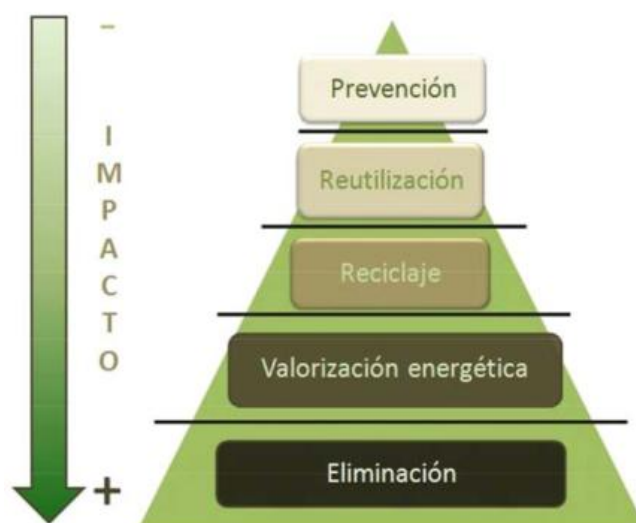 –
IMPACTO
+
Prevención
Reutilización
Reciclaje
Valorización energética
Eliminación